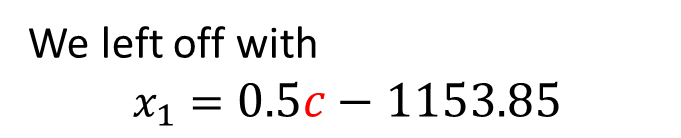 We left off with
x₁ = 0.5c − 1153.85